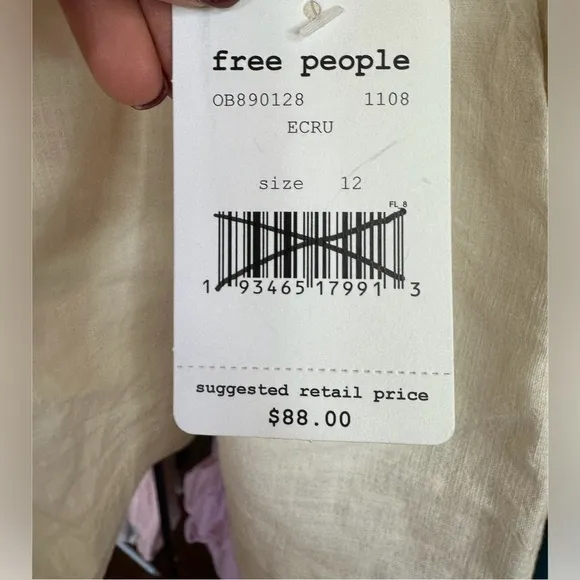 free people
OB890128 1108
ECRU
size 12
FL 8
1 93465 17991 3
suggested retail price
$88.00